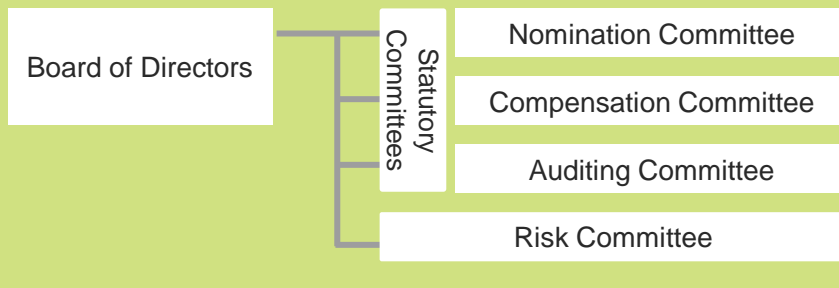 Board of Directors
Statutory
Committees
Nomination Committee
Compensation Committee
Auditing Committee
Risk Committee